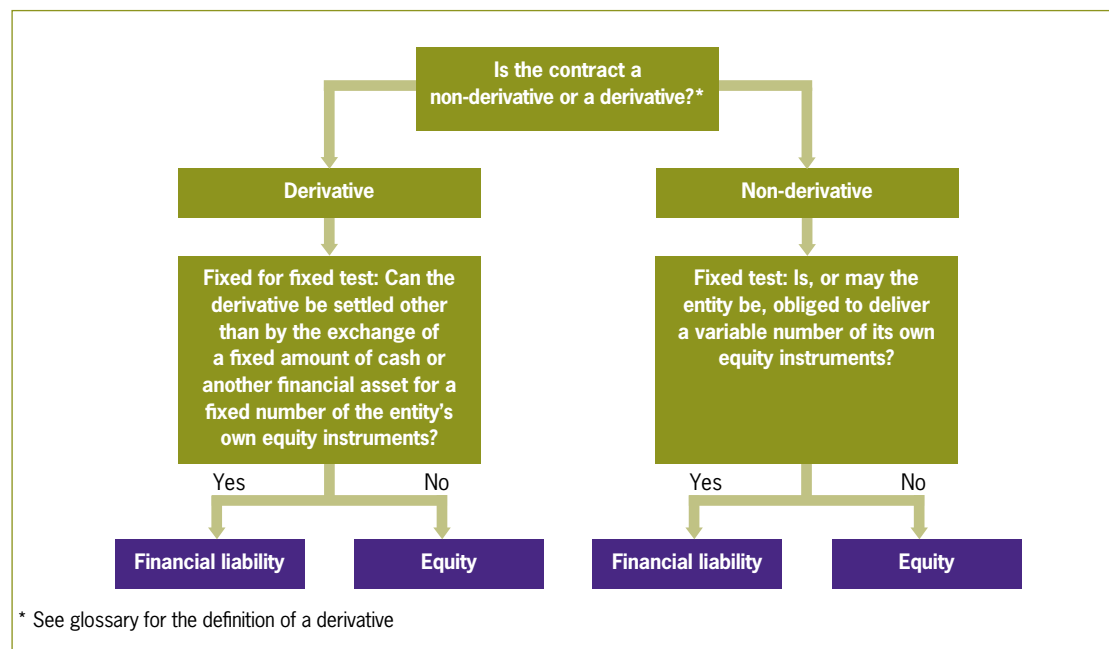 Is the contract a
non-derivative or a derivative?*
Derivative
Non-derivative
Fixed for fixed test: Can the
derivative be settled other
than by the exchange of
a fixed amount of cash or
another financial asset for a
fixed number of the entity's
own equity instruments?
Fixed test: Is, or may the
entity be, obliged to deliver
a variable number of its own
equity instruments?
Yes
No
Yes
No
Financial liability
Equity
Financial liability
Equity
* See glossary for the definition of a derivative